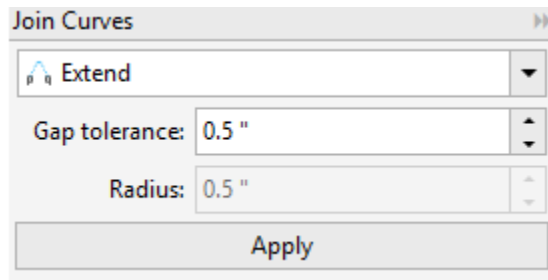 Join Curves
Extend
Gap tolerance: 0.5 "
Radius: 0.5 "
Apply